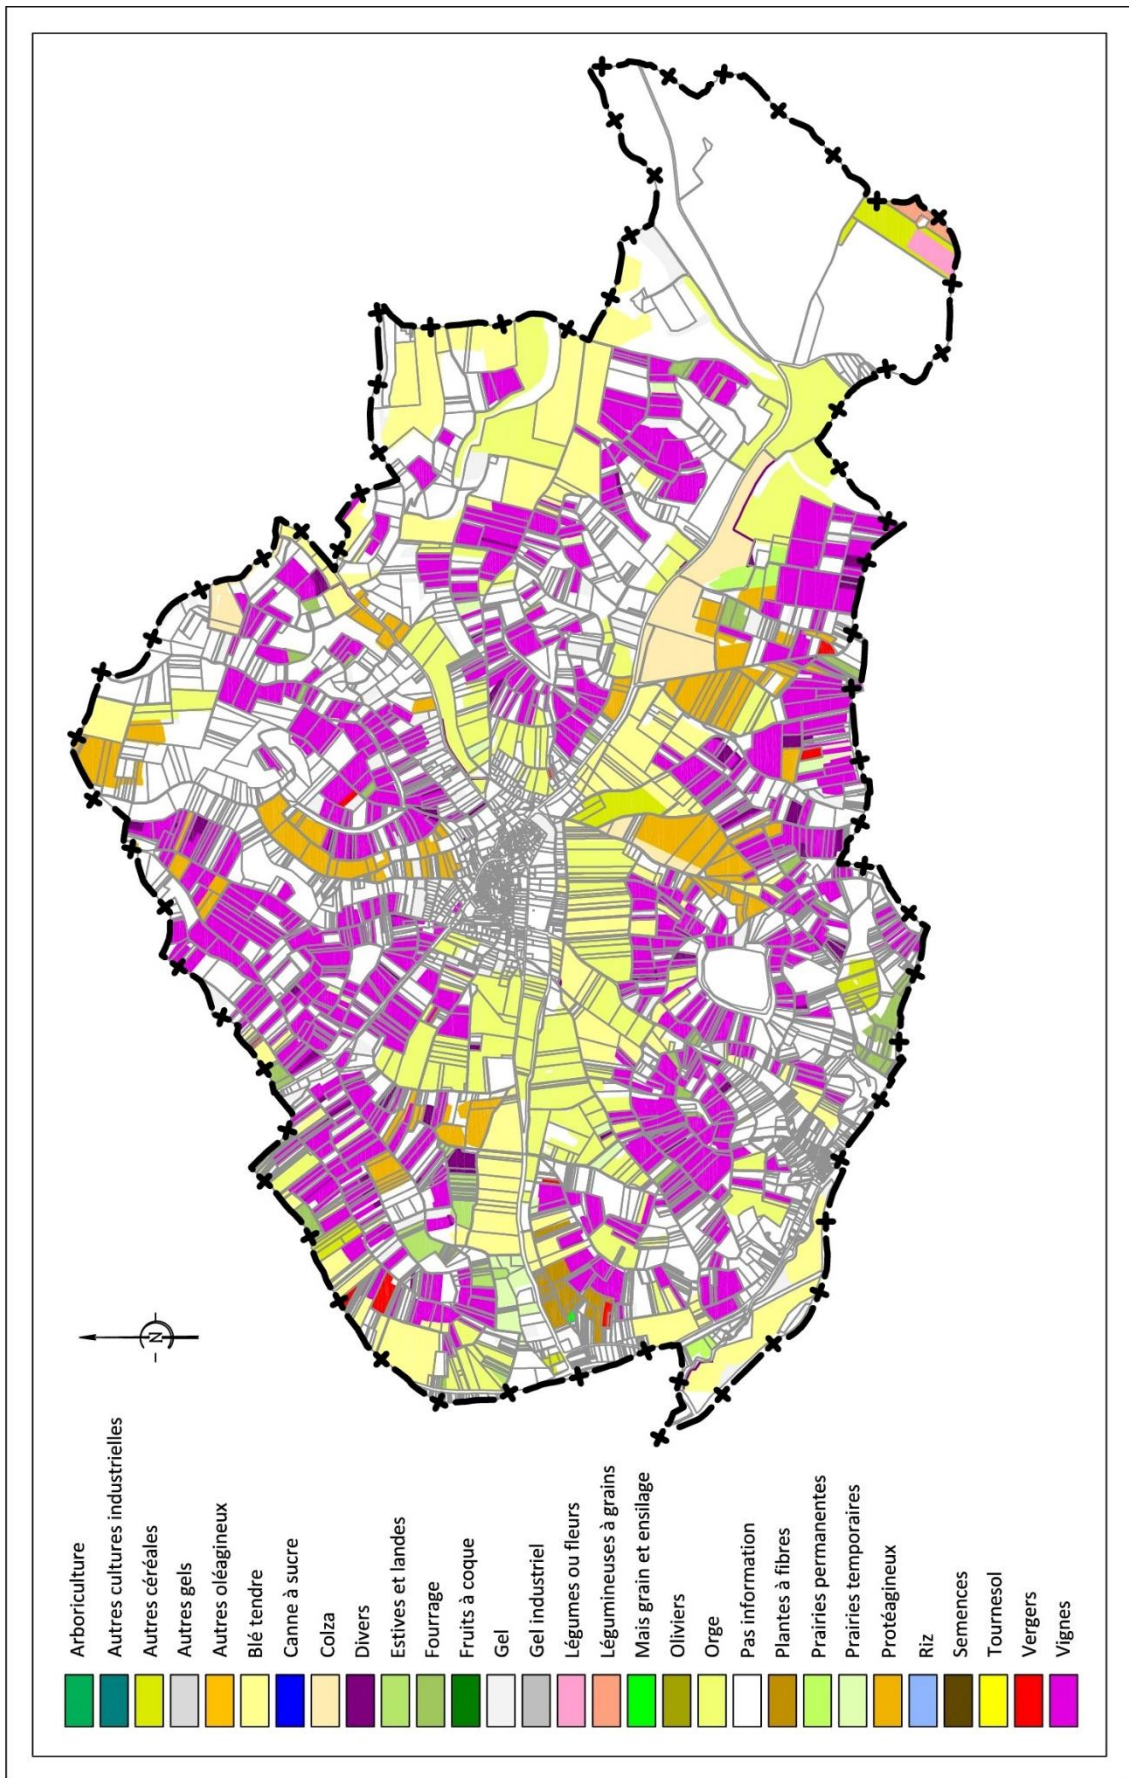 N
Arboriculture
Autres cultures industrielles
Autres céréales
Autres gels
Autres oléagineux
Blé tendre
Canne à sucre
Colza
Divers
Estives et landes
Fourrage
Fruits à coque
Gel
Gel industriel
Légumes ou fleurs
Légumineuses à grains
Mais grain et ensilage
Oliviers
Orge
Pas information
Plantes à fibres
Prairies permanentes
Prairies temporaires
Protéagineux
Riz
Semences
Tournesol
Vergers
Vignes